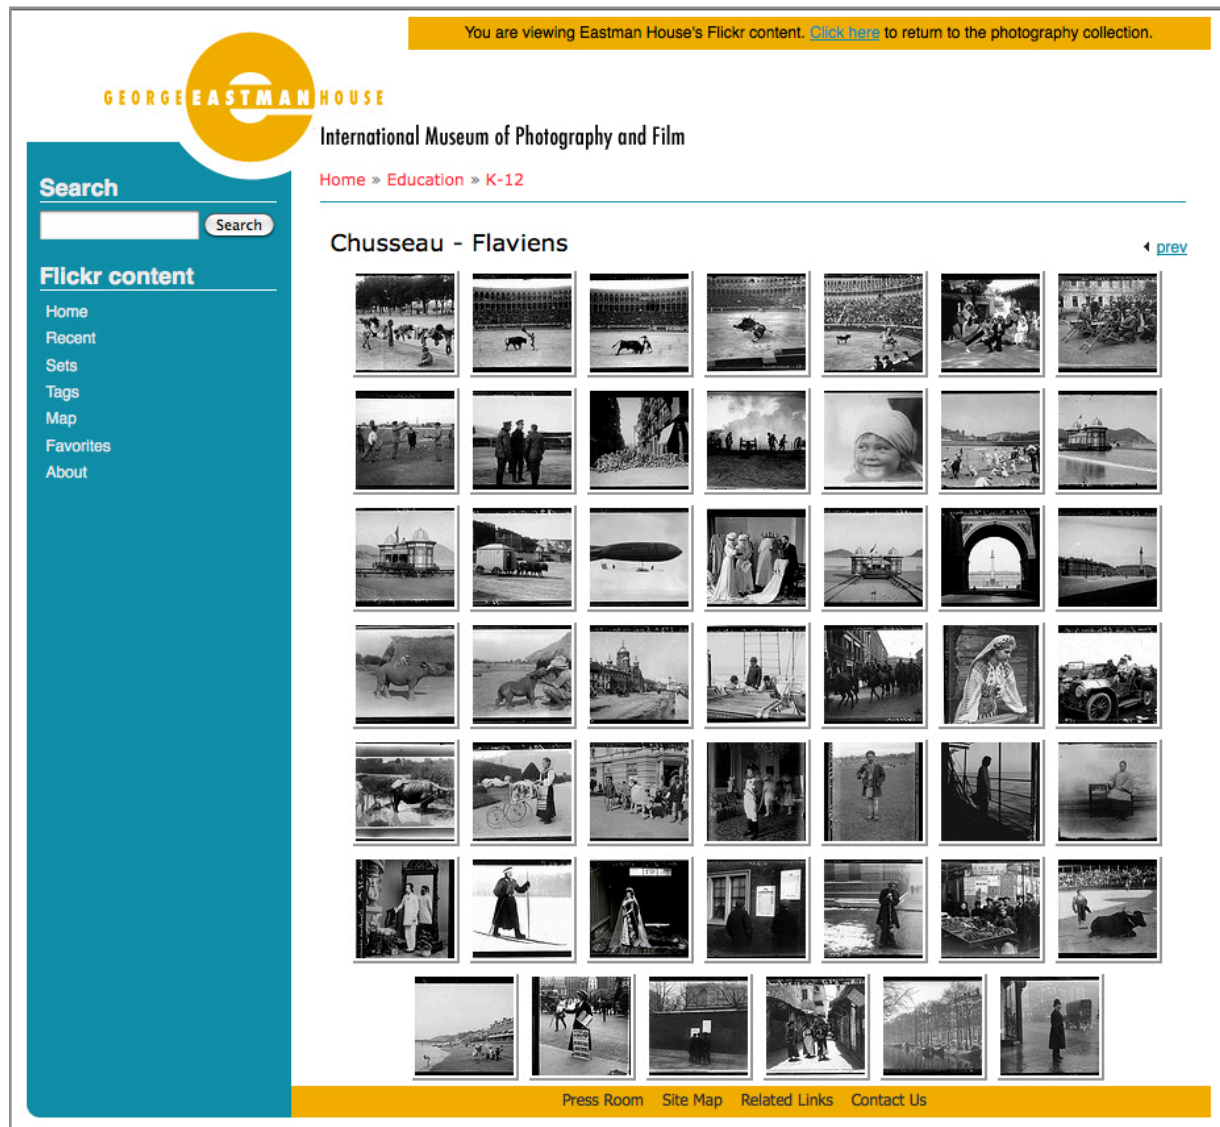 You are viewing Eastman House's Flickr content. Click here to return to the photography collection.
GEORGE EASTMAN HOUSE
International Museum of Photography and Film
Home » Education » K-12
Search
Search
Flickr content
Home
Recent
Sets
Tags
Map
Favorites
About
Chusseau - Flaviens
prev
Press Room Site Map Related Links Contact Us